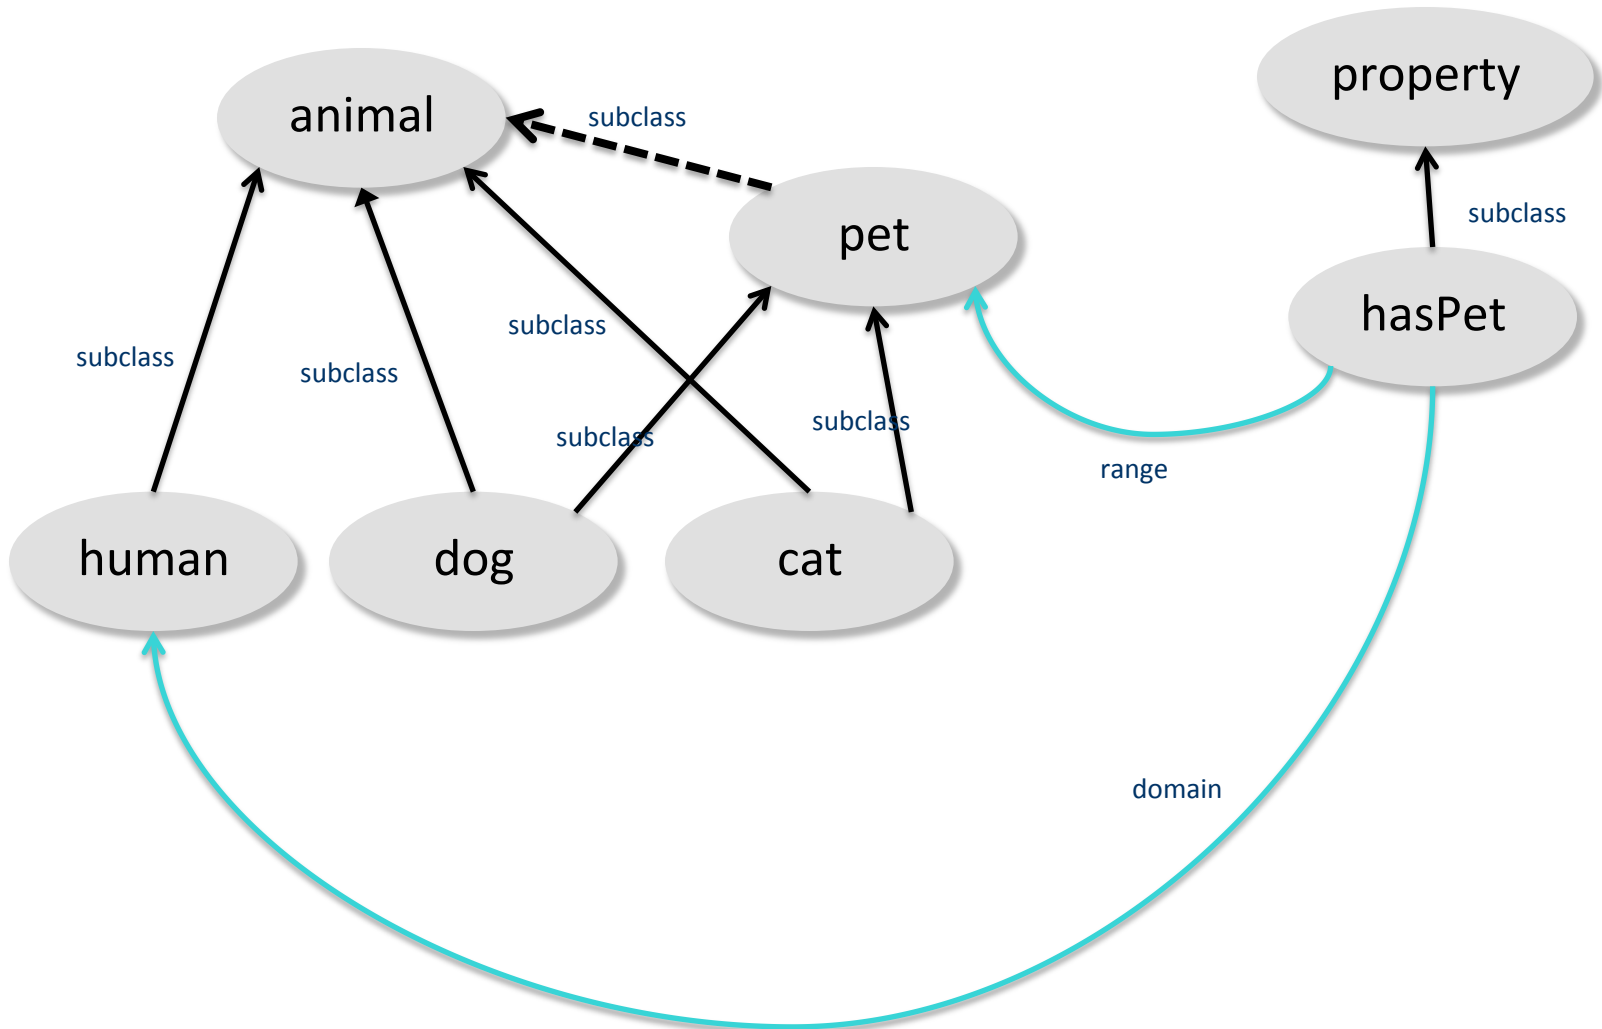 property
animal
subclass
subclass
pet
hasPet
subclass
subclass
subclass
subclass
subclass
range
human
dog
cat
domain